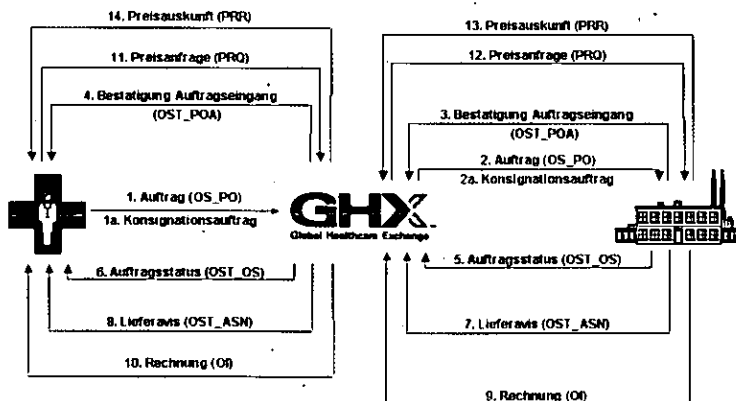 14. Preisauskunft (PRR)
13. Preisauskunft (PRR)
11. Preisanfrage (PRQ)
12. Preisanfrage (PRQ)
4. Bestatigung Auftragseingang
(OST_POA)
3. Bestatigung Auftragseingang
(OST_POA)
2. Auftrag (OS_PO)
2a. Konsignationsauftrag
1. Auftrag (OS_PO)
1a. Konsignationsauftrag
GHX
Global Healthcare Exchange
6. Auftragsstatus (OST_OS)
5. Auftragsstatus (OST_OS)
8. Lieferavis (OST_ASN)
7. Lieferavis (OST_ASN)
10. Rechnung (OI)
9. Rechnung (OI)